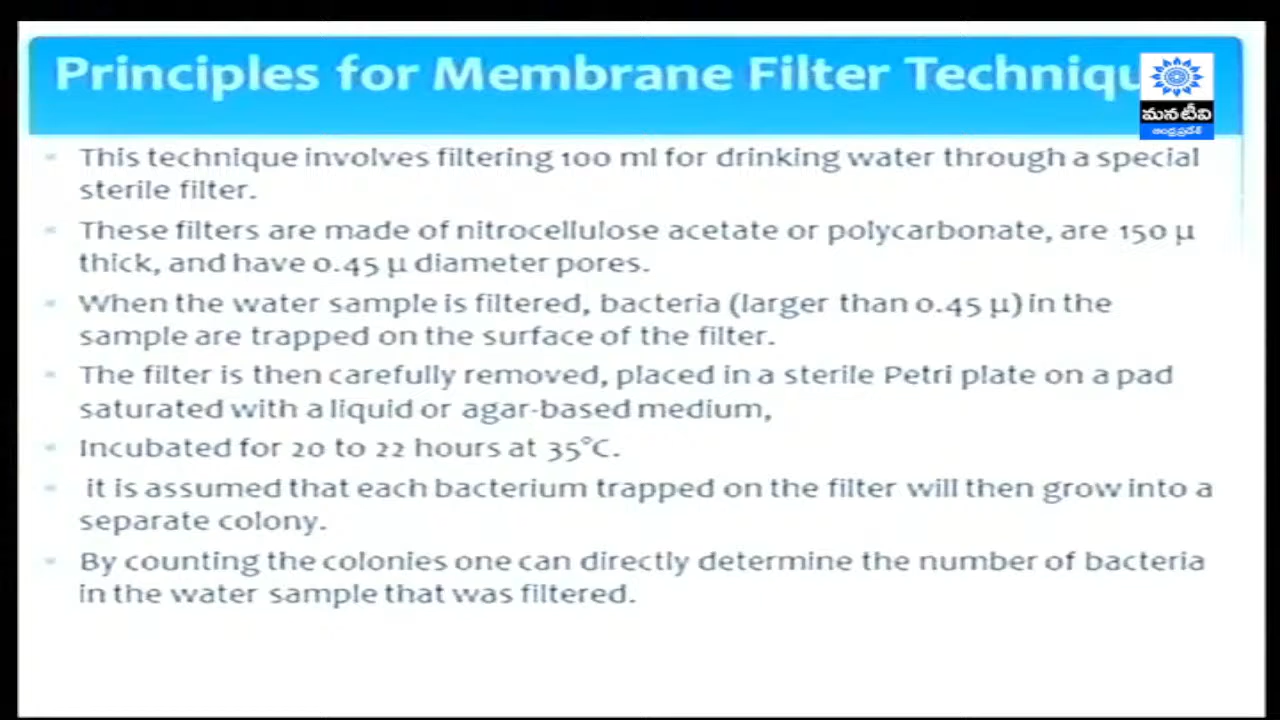 Principles for Membrane Filter Techniqu
మనటీవి
ఆంధ్రప్రదేశ్
This technique involves filtering 100 ml for drinking water through a special
sterile filter.
These filters are made of nitrocellulose acetate or polycarbonate, are 150 µ
thick, and have 0.45 µ diameter pores.
When the water sample is filtered, bacteria (larger than 0.45 µ) in the
sample are trapped on the surface of the filter.
The filter is then carefully removed, placed in a sterile Petri plate on a pad
saturated with a liquid or agar-based medium,
Incubated for 20 to 22 hours at 35°C.
it is assumed that each bacterium trapped on the filter will then grow into a
separate colony.
By counting the colonies one can directly determine the number of bacteria
in the water sample that was filtered.